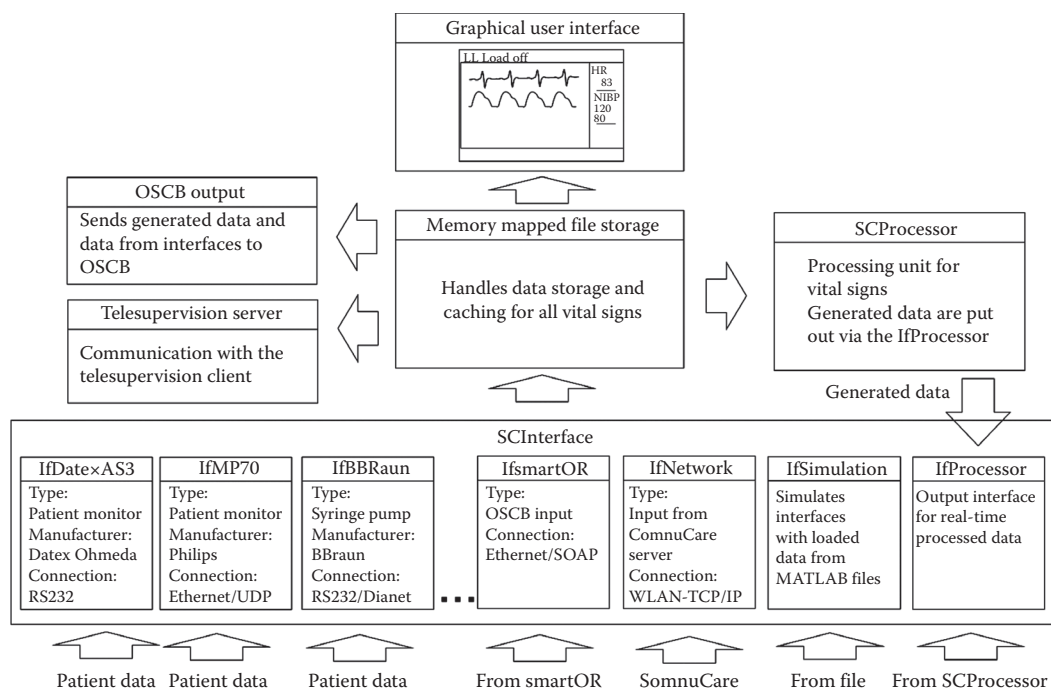 Graphical user interface
LL Load off
HR
83
NIBP
120
80
OSCB output
Sends generated data and
data from interfaces to
OSCB
Telesupervision server
Communication with the
telesupervision client
Memory mapped file storage
Handles data storage and
caching for all vital signs
SCProcessor
Processing unit for
vital signs
Generated data are put
out via the IfProcessor
Generated data
SCInterface
IfDate×AS3
Type:
Patient monitor
Manufacturer:
Datex Ohmeda
Connection:
RS232
IfMP70
Type:
Patient monitor
Manufacturer:
Philips
Connection:
Ethernet/UDP
IfBBRaun
Type:
Syringe pump
Manufacturer:
BBraun
Connection:
RS232/Dianet
...
IfsmartOR
Type:
OSCB input
Connection:
Ethernet/SOAP
IfNetwork
Type:
Input from
ComnuCare
server
Connection:
WLAN-TCP/IP
IfSimulation
Simulates
interfaces
with loaded
data from
MATLAB files
IfProcessor
Output interface
for real-time
processed data
Patient data
Patient data
Patient data
From smartOR
SomnuCare
From file
From SCProcessor